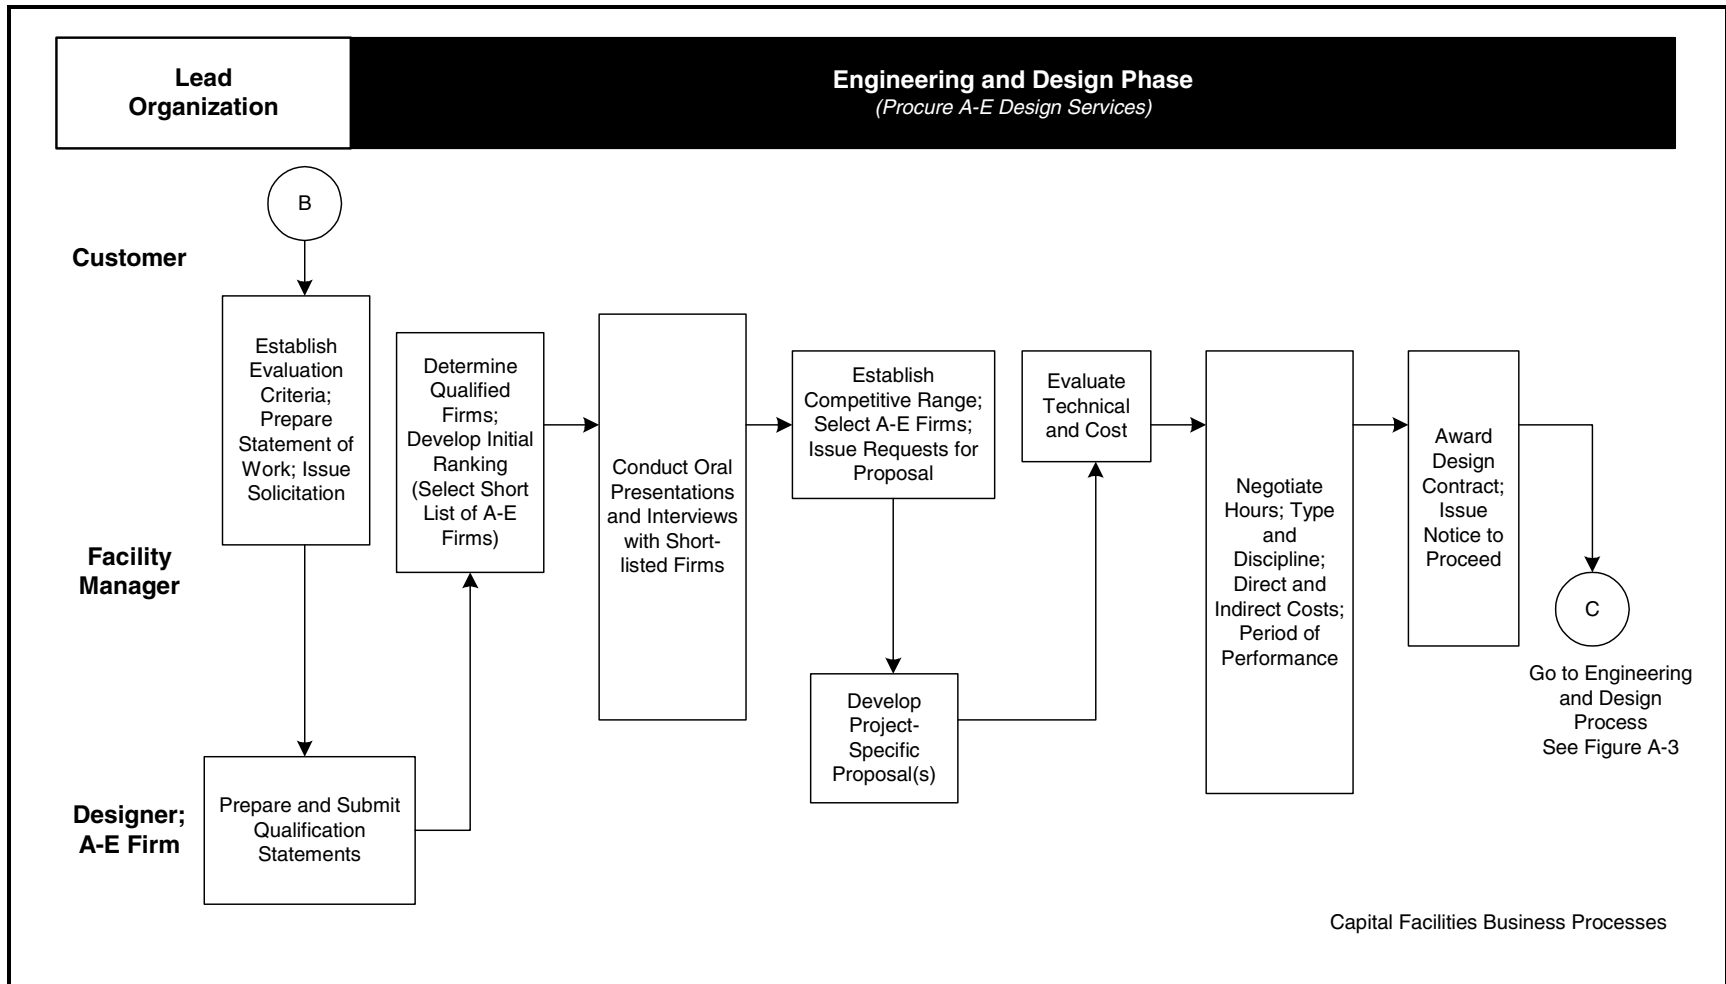 Lead
Organization
Engineering and Design Phase
(Procure A-E Design Services)
B
Customer
Establish
Evaluation
Criteria;
Prepare
Statement of
Work; Issue
Solicitation
Determine
Qualified
Firms;
Develop Initial
Ranking
(Select Short
List of A-E
Firms)
Conduct Oral
Presentations
and Interviews
with Short-
listed Firms
Establish
Competitive Range;
Select A-E Firms;
Issue Requests for
Proposal
Evaluate
Technical
and Cost
Negotiate
Hours; Type
and
Discipline;
Direct and
Indirect Costs;
Period of
Performance
Award
Design
Contract;
Issue
Notice to
Proceed
Facility
Manager
C
Go to Engineering
and Design
Process
See Figure A-3
Develop
Project-
Specific
Proposal(s)
Designer;
A-E Firm
Prepare and Submit
Qualification
Statements
Capital Facilities Business Processes